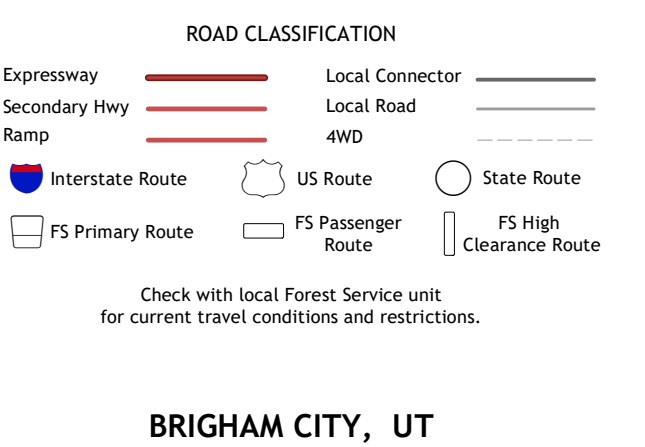 ROAD CLASSIFICATION
Expressway
Local Connector
Secondary Hwy
Local Road
Ramp
4WD
Interstate Route
US Route
State Route
FS Primary Route
FS Passenger
Route
FS High
Clearance Route
Check with local Forest Service unit
for current travel conditions and restrictions.
BRIGHAM CITY, UT